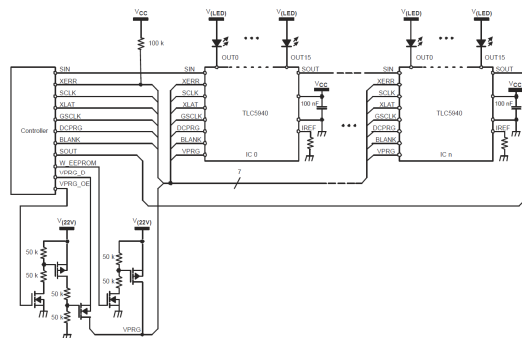 VCC
100 k
V(LED)
V(LED)
OUT0
OUT15
V(LED)
V(LED)
OUT0
OUT15
Controller
SIN
XERR
SCLK
XLAT
GSCLK
DCPRG
BLANK
SOUT
W_EEPROM
VPRG_D
VPRG_OE
SIN
XERR
SCLK
XLAT
GSCLK
DCPRG
BLANK
VPRG
SOUT
VCC
100 nF
IREF
TLC5940
IC 0
7
SIN
XERR
SCLK
XLAT
GSCLK
DCPRG
BLANK
VPRG
SOUT
VCC
100 nF
IREF
TLC5940
IC n
V(22V)
50 k
50 k
50 k
50 k
V(22V)
50 k
50 k
VPRG